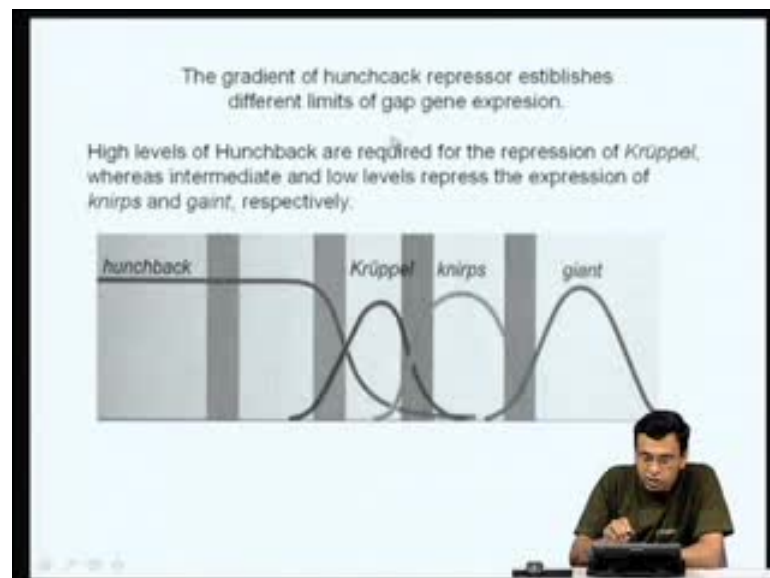 The gradient of hunchcack repressor estiblishes
different limits of gap gene expresion.
High levels of Hunchback are required for the repression of Krüppel,
whereas intermediate and low levels repress the expression of
knirps and gaint, respectively.
hunchback Krüppel knirps giant